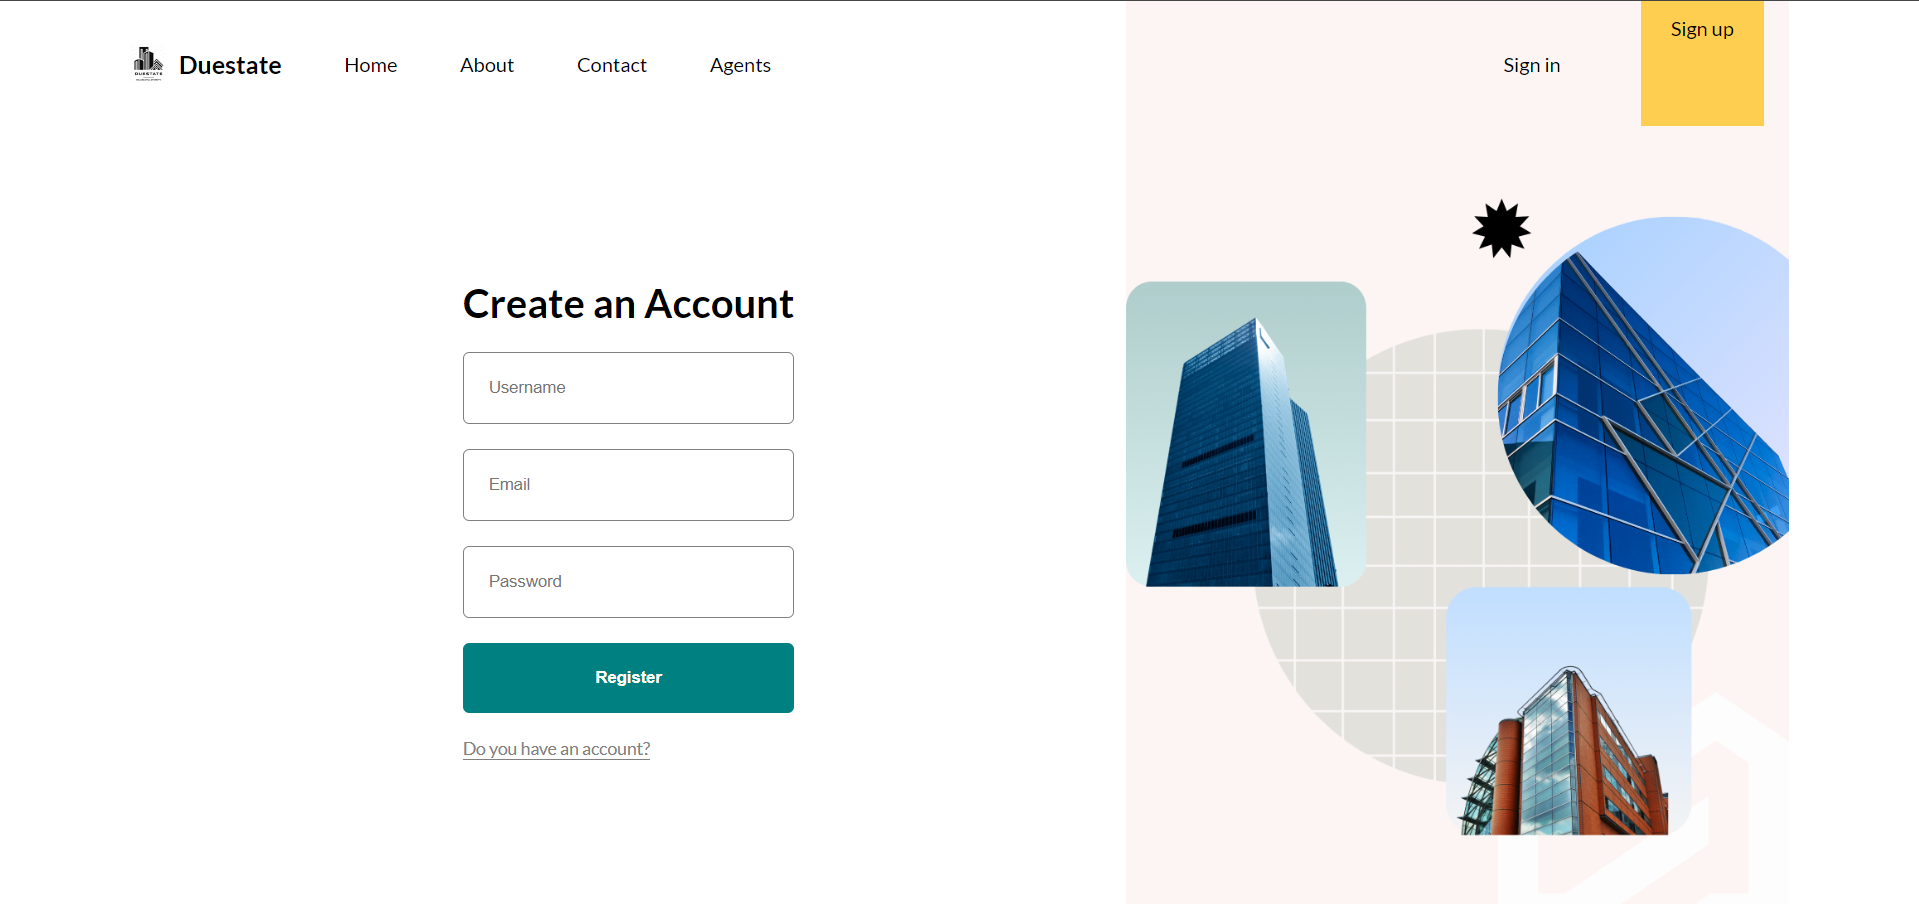 DUESTATE
Duestate
Home
About
Contact
Agents
Sign in
Sign up
Create an Account
Username
Email
Password
Register
Do you have an account?